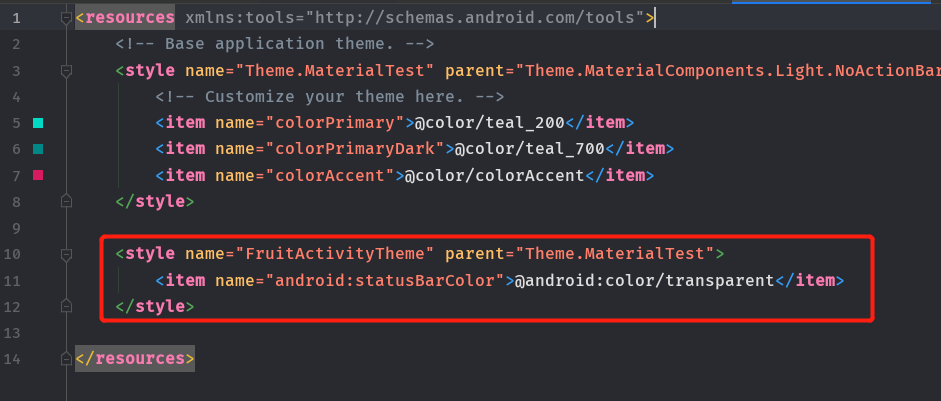 1 <resources xmlns:tools="http://schemas.android.com/tools">
2 <!-- Base application theme. -->
3 <style name="Theme.MaterialTest" parent="Theme.MaterialComponents.Light.NoActionBar
4 <!-- Customize your theme here. -->
5 <item name="colorPrimary">@color/teal_200</item>
6 <item name="colorPrimaryDark">@color/teal_700</item>
7 <item name="colorAccent">@color/colorAccent</item>
8 </style>
9
10 <style name="FruitActivityTheme" parent="Theme.MaterialTest">
11 <item name="android:statusBarColor">@android:color/transparent</item>
12 </style>
13
14 </resources>